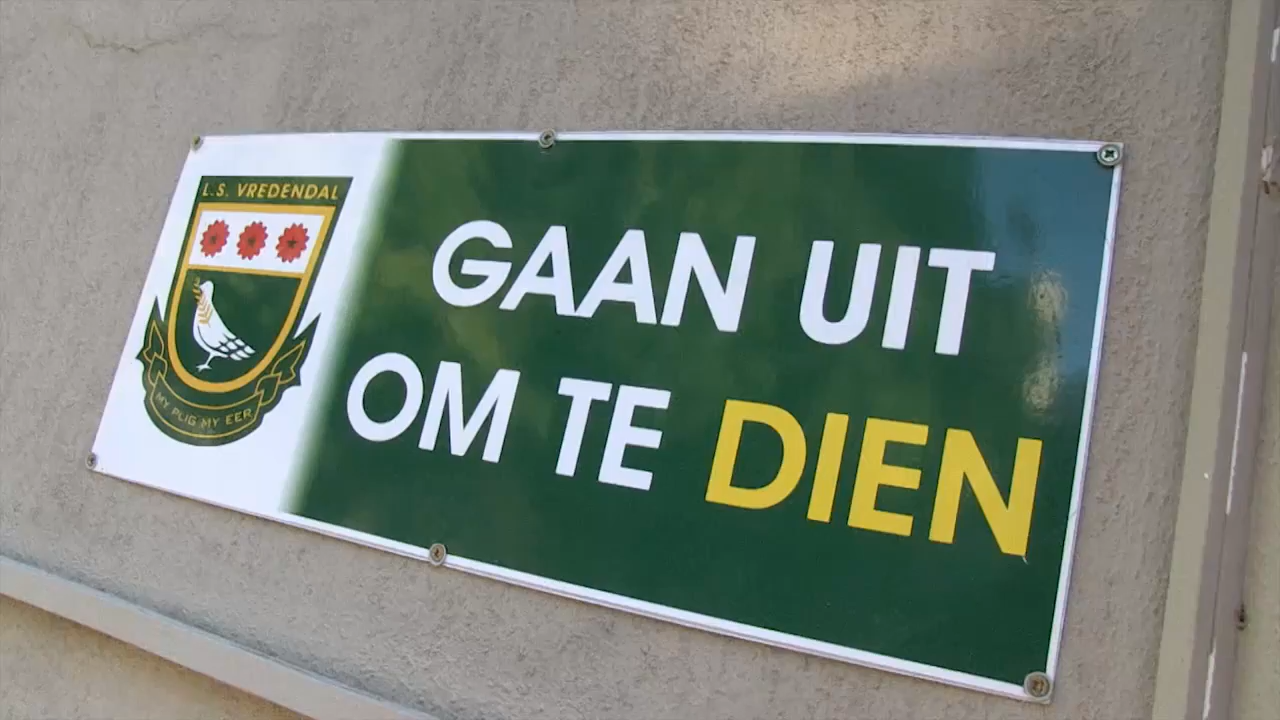 L.S. VREDENDAL
MY PLIG MY EER
GAAN UIT
OM TE DIEN